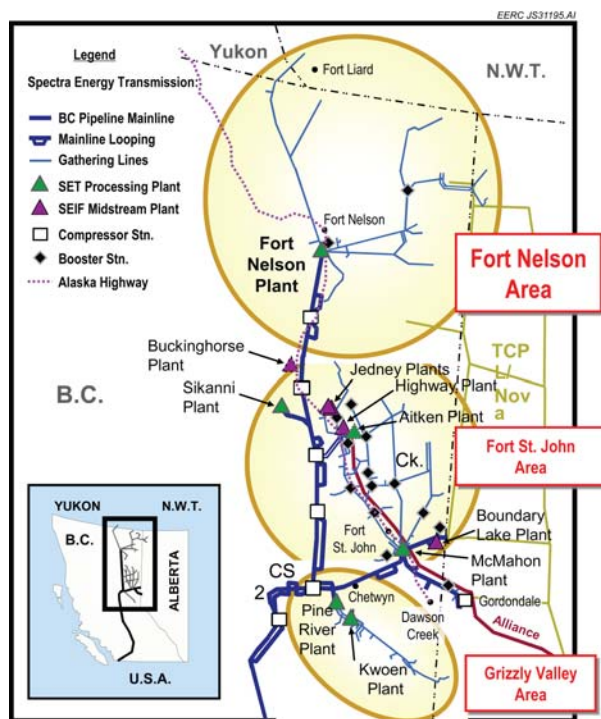 EERC JS31195.AI
Legend
Spectra Energy Transmission:
BC Pipeline Mainline
Mainline Looping
Gathering Lines
SET Processing Plant
SEIF Midstream Plant
Compressor Stn.
Booster Stn.
Alaska Highway
Yukon
Fort Liard
N.W.T.
Fort Nelson
Fort
Nelson
Plant
Fort Nelson
Area
Buckinghorse
Plant
Jedney Plants
Highway Plant
TCP
L/
Nov
a
B.C.
Sikanni
Plant
Aitken Plant
Ck.
Fort St. John
Area
Boundary
Lake Plant
Fort
St. John
McMahon
Plant
CS
2
Chetwyn
Gordondale
Pine
River
Plant
Dawson
Creek
Alliance
Kwoen
Plant
Grizzly Valley
Area
YUKON
N.W.T.
B.C.
ALBERTA
U.S.A.